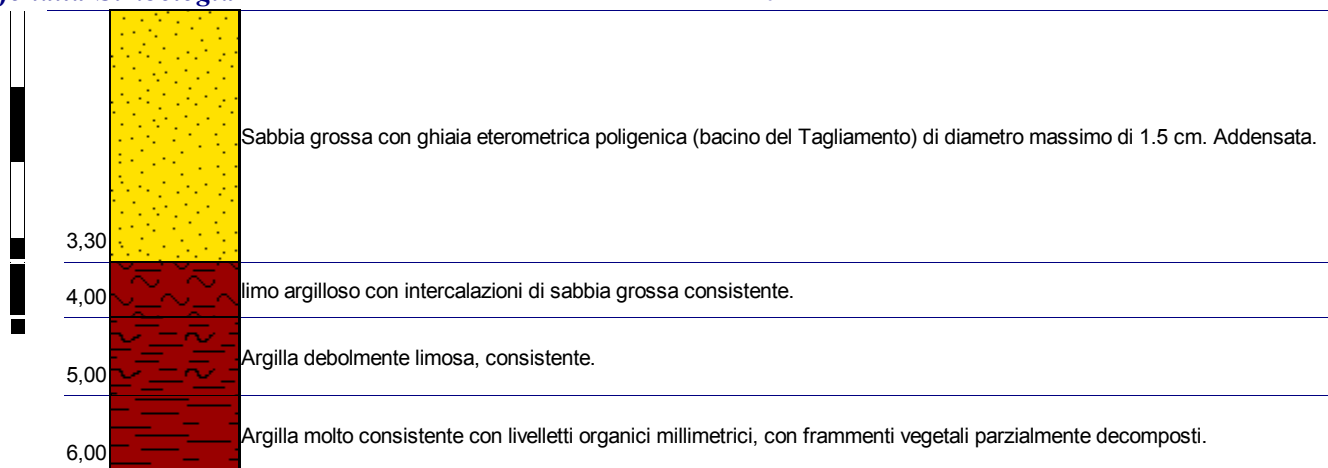 Sabbia grossa con ghiaia eterometrica poligenica (bacino del Tagliamento) di diametro massimo di 1.5 cm. Addensata.
3,30
limo argilloso con intercalazioni di sabbia grossa consistente.
4,00
Argilla debolmente limosa, consistente.
5,00
Argilla molto consistente con livelletti organici millimetrici, con frammenti vegetali parzialmente decomposti.
6,00